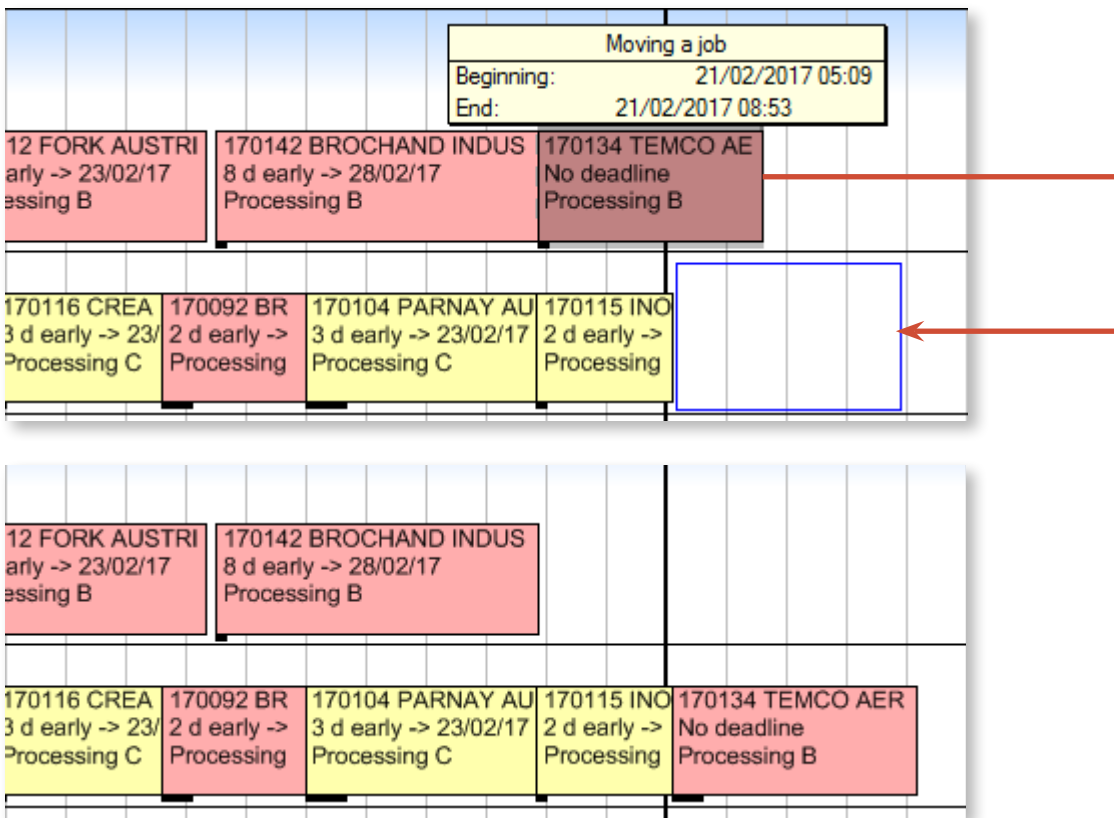 Moving a job
Beginning: 21/02/2017 05:09
End: 21/02/2017 08:53
12 FORK AUSTRI
arly -> 23/02/17
essing B
170142 BROCHAND INDUS
8 d early -> 28/02/17
Processing B
170134 TEMCO AE
No deadline
Processing B
170116 CREA
3 d early -> 23/
Processing C
170092 BR
2 d early ->
Processing
170104 PARNAY AU
3 d early -> 23/02/17
Processing C
170115 INO
2 d early ->
Processing
12 FORK AUSTRI
arly -> 23/02/17
essing B
170142 BROCHAND INDUS
8 d early -> 28/02/17
Processing B
170116 CREA
3 d early -> 23/
Processing C
170092 BR
2 d early ->
Processing
170104 PARNAY AU
3 d early -> 23/02/17
Processing C
170115 INO
2 d early ->
Processing
170134 TEMCO AER
No deadline
Processing B